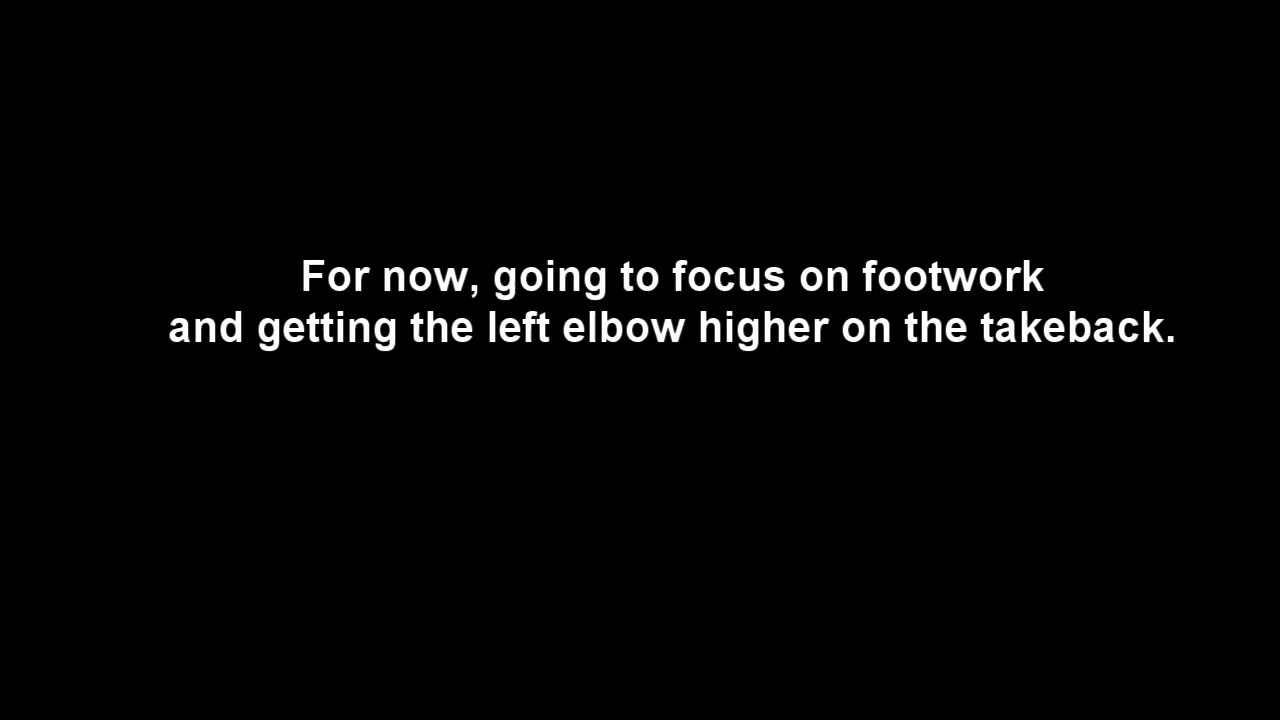 For now, going to focus on footwork
and getting the left elbow higher on the takeback.